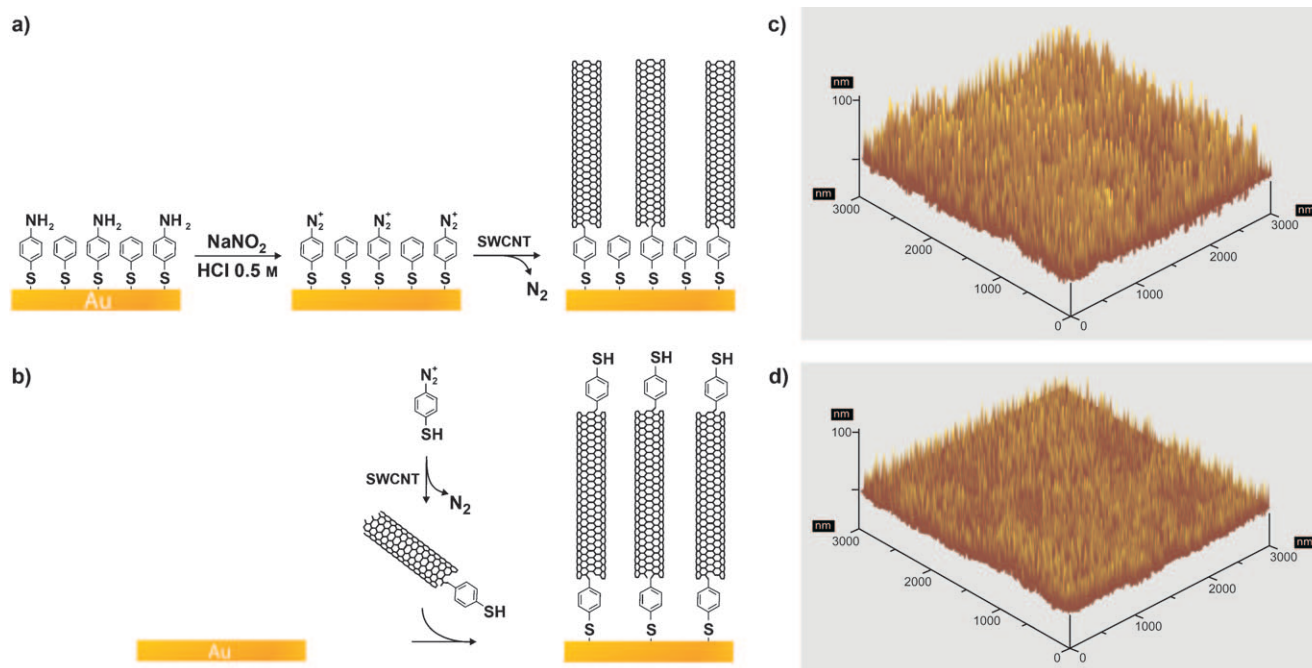 a)
NH2 NH2 NH2
S S S S S
Au
NaNO2
HCl 0.5 M
N2+ N2+ N2+
S S S S S
SWCNT
N2
S S S S S
b)
N2+
SH
SWCNT
N2
SH
Au
SH SH SH
S S S
c)
nm
100
nm
3000
2000
1000
0
0
1000
2000
3000
nm
d)
nm
100
nm
3000
2000
1000
0
0
1000
2000
3000
nm